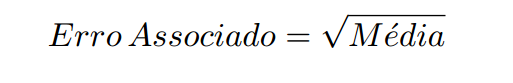 Erro Associado = √Média